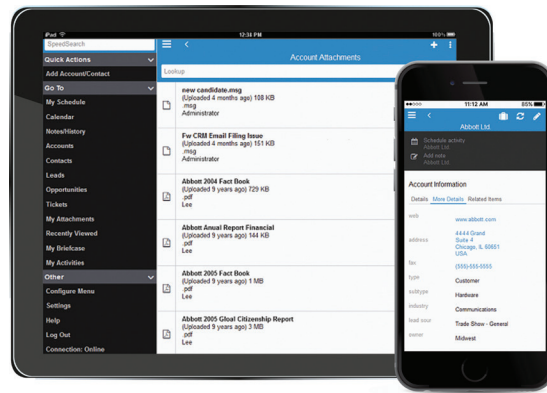 iPad
12:34 PM
100%
SpeedSearch
Quick Actions
Add Account/Contact
Go To
My Schedule
Calendar
Notes/History
Accounts
Contacts
Leads
Opportunities
Tickets
My Attachments
Recently Viewed
My Briefcase
My Activities
Other
Configure Menu
Settings
Help
Log Out
Connection: Online
Account Attachments
Lookup
new candidate.msg
(Uploaded 4 months ago) 108 KB
.msg
Administrator
Fw CRM Email Filing Issue
(Uploaded 4 months ago) 151 KB
.msg
Administrator
Abbott 2004 Fact Book
(Uploaded 9 years ago) 729 KB
.pdf
Lee
Abbott Anual Report Financial
(Uploaded 9 years ago) 144 KB
.pdf
Lee
Abbott 2005 Fact Book
(Uploaded 9 years ago) 1 MB
.pdf
Lee
Abbott 2005 Gloal Citizenship Report
(Uploaded 9 years ago) 3 MB
.pdf
Lee
11:12 AM
85%
Abbott Ltd.
Schedule activity
Abbott Ltd.
Add note
Abbott Ltd.
Account Information
Details More Details Related Items
web www.abbott.com
address 4444 Grand
Suite 4
Chicago, IL 60651
USA
fax (555)-555-5555
type Customer
subtype Hardware
industry Communications
lead sour Trade Show - General
owner Midwest